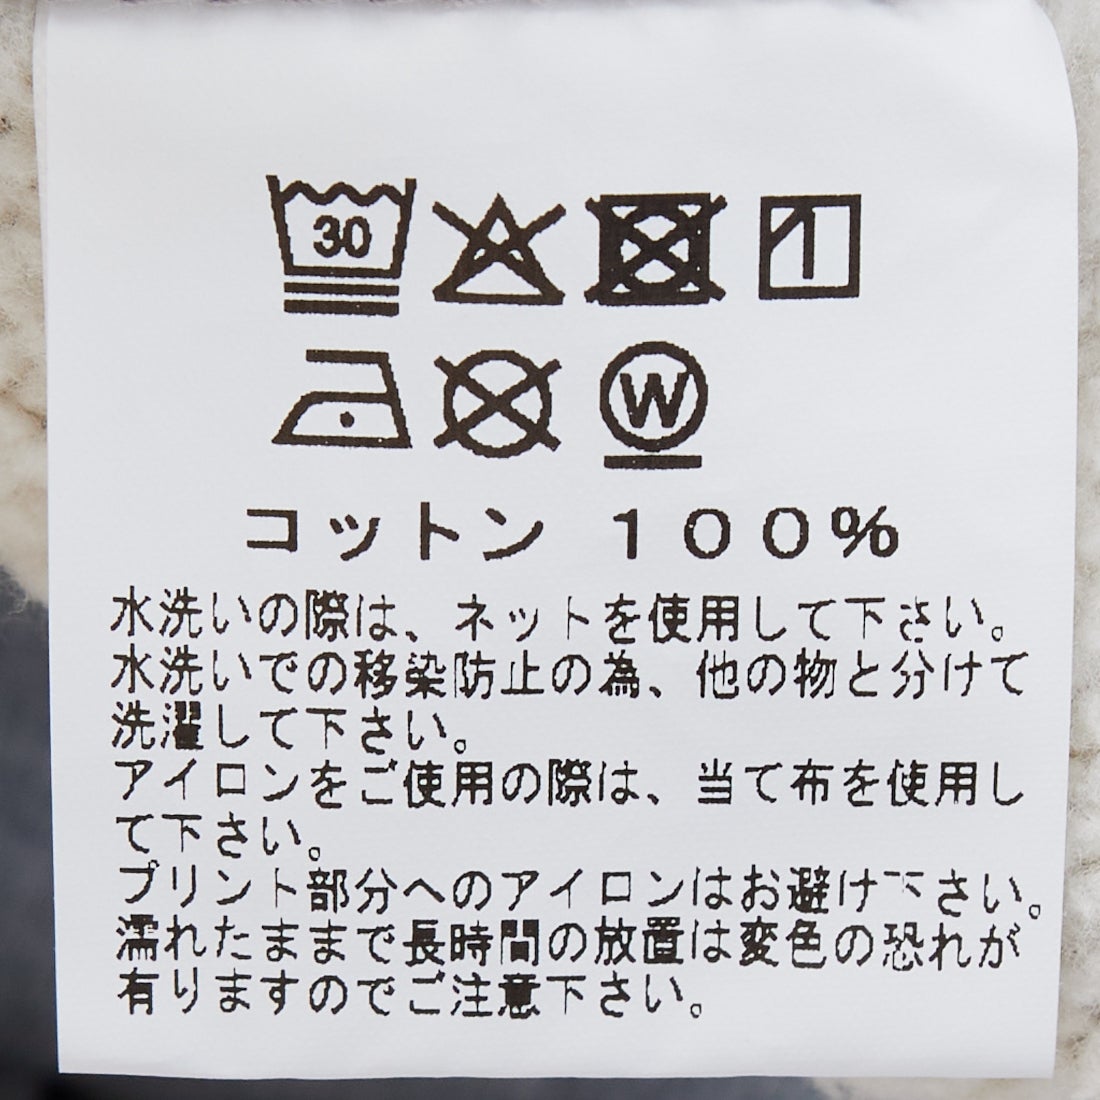 30
W
コットン １００％
水洗いの際は、ネットを使用して下さい。
水洗いでの移染防止の為、他の物と分けて
洗濯して下さい。
アイロンをご使用の際は、当て布を使用し
て下さい。
プリント部分へのアイロンはお避け下さい。
濡れたままで長時間の放置は変色の恐れが
有りますのでご注意下さい。